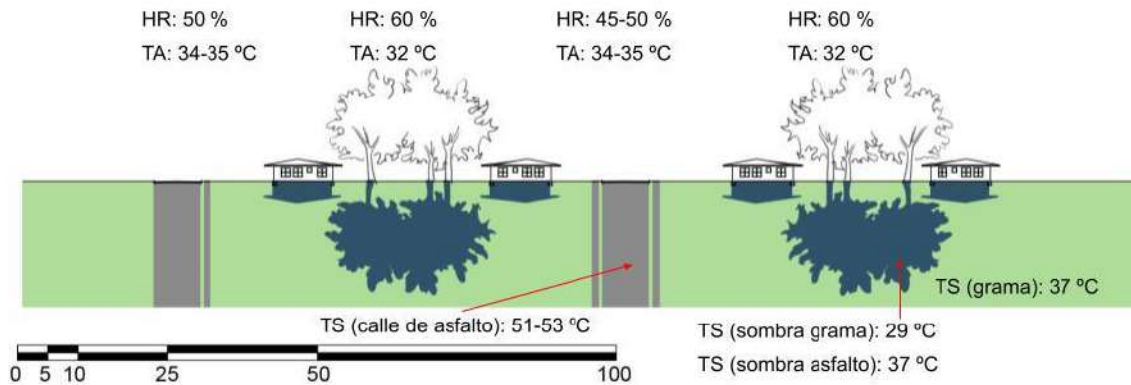 HR: 50 %
TA: 34-35 ºC
HR: 60 %
TA: 32 ºC
HR: 45-50 %
TA: 34-35 ºC
HR: 60 %
TA: 32 ºC
TS (grama): 37 ºC
TS (calle de asfalto): 51-53 ºC
TS (sombra grama): 29 ºC
TS (sombra asfalto): 37 ºC
0 5 10 25 50 100